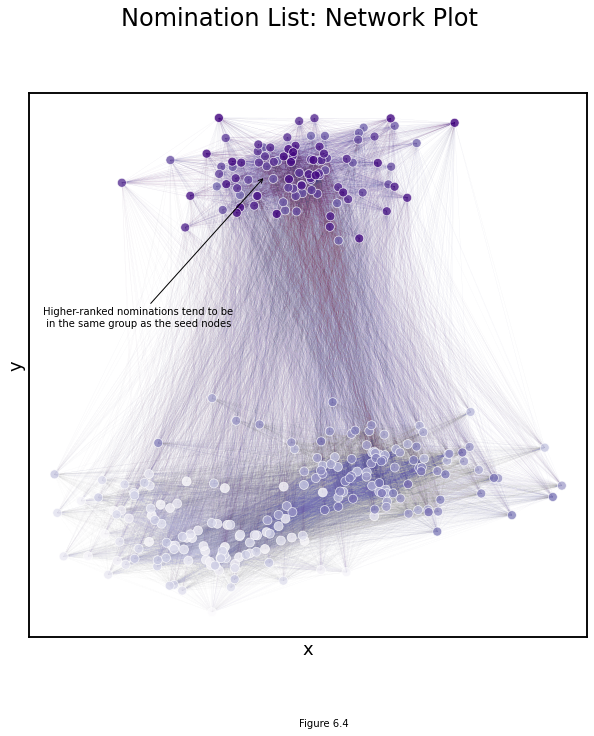 Nomination List: Network Plot
Higher-ranked nominations tend to be
in the same group as the seed nodes
y
x
Figure 6.4